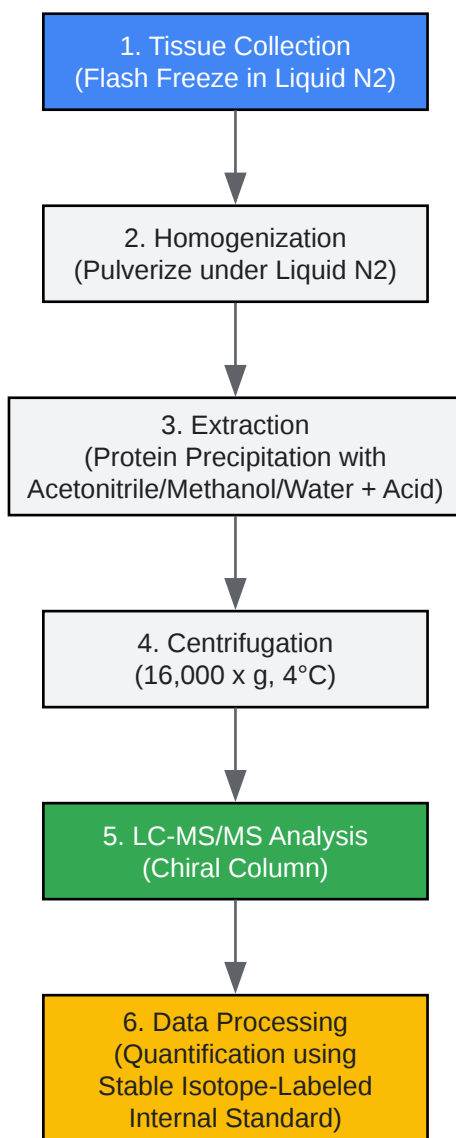 1. Tissue Collection
(Flash Freeze in Liquid N2)
2. Homogenization
(Pulverize under Liquid N2)
3. Extraction
(Protein Precipitation with
Acetonitrile/Methanol/Water + Acid)
4. Centrifugation
(16,000 x g, 4°C)
5. LC-MS/MS Analysis
(Chiral Column)
6. Data Processing
(Quantification using
Stable Isotope-Labeled
Internal Standard)